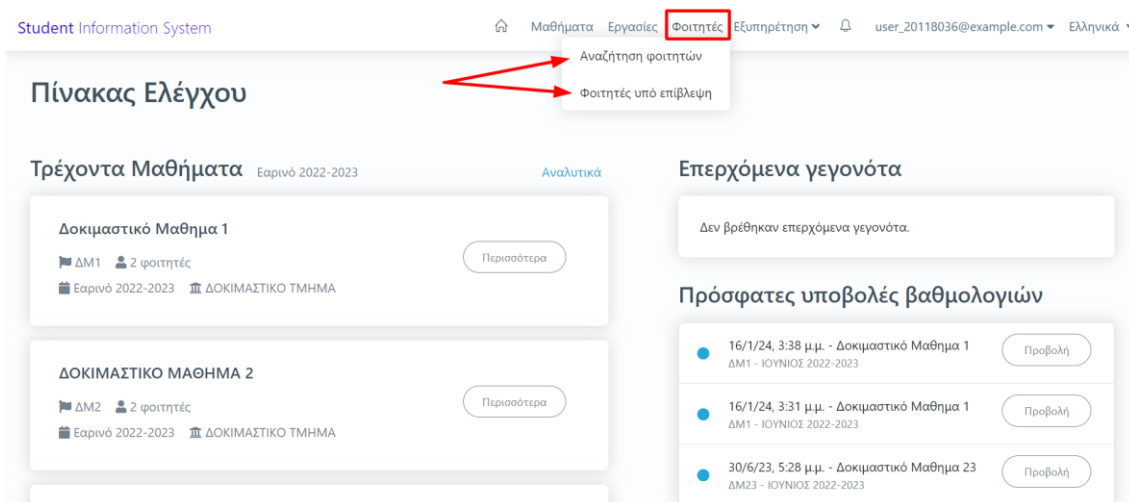 Student Information System
Μαθήματα Εργασίες Φοιτητές Εξυπηρέτηση user_20118036@example.com Ελληνικά
Αναζήτηση φοιτητών
Φοιτητές υπό επίβλεψη
Πίνακας Ελέγχου
Τρέχοντα Μαθήματα Εαρινό 2022-2023 Αναλυτικά
Δοκιμαστικό Μαθημα 1
ΔΜ1 2 φοιτητές
Εαρινό 2022-2023 ΔΟΚΙΜΑΣΤΙΚΟ ΤΜΗΜΑ
Περισσότερα
ΔΟΚΙΜΑΣΤΙΚΟ ΜΑΘΗΜΑ 2
ΔΜ2 2 φοιτητές
Εαρινό 2022-2023 ΔΟΚΙΜΑΣΤΙΚΟ ΤΜΗΜΑ
Περισσότερα
Επερχόμενα γεγονότα
Δεν βρέθηκαν επερχόμενα γεγονότα.
Πρόσφατες υποβολές βαθμολογιών
16/1/24, 3:38 μ.μ. - Δοκιμαστικό Μαθημα 1
ΔΜ1 - ΙΟΥΝΙΟΣ 2022-2023
Προβολή
16/1/24, 3:31 μ.μ. - Δοκιμαστικό Μαθημα 1
ΔΜ1 - ΙΟΥΝΙΟΣ 2022-2023
Προβολή
30/6/23, 5:28 μ.μ. - Δοκιμαστικό Μαθημα 23
ΔΜ23 - ΙΟΥΝΙΟΣ 2022-2023
Προβολή